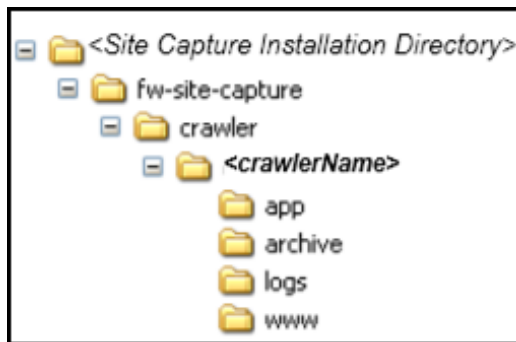 <Site Capture Installation Directory>
fw-site-capture
crawler
<crawlerName>
app
archive
logs
www